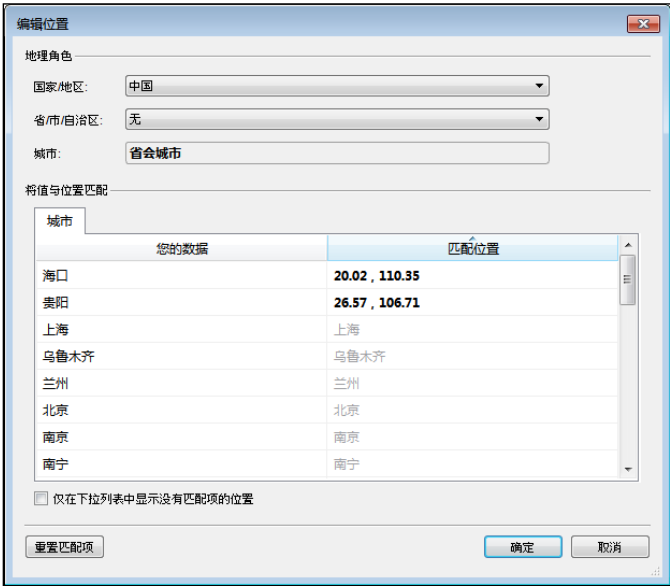 编辑位置
地理角色
国家/地区: 中国
省/市/自治区: 无
城市: 省会城市
将值与位置匹配
城市
您的数据 匹配位置
海口 20.02 , 110.35
贵阳 26.57 , 106.71
上海 上海
乌鲁木齐 乌鲁木齐
兰州 兰州
北京 北京
南京 南京
南宁 南宁
仅在下拉列表中显示没有匹配项的位置
重置匹配项 确定 取消